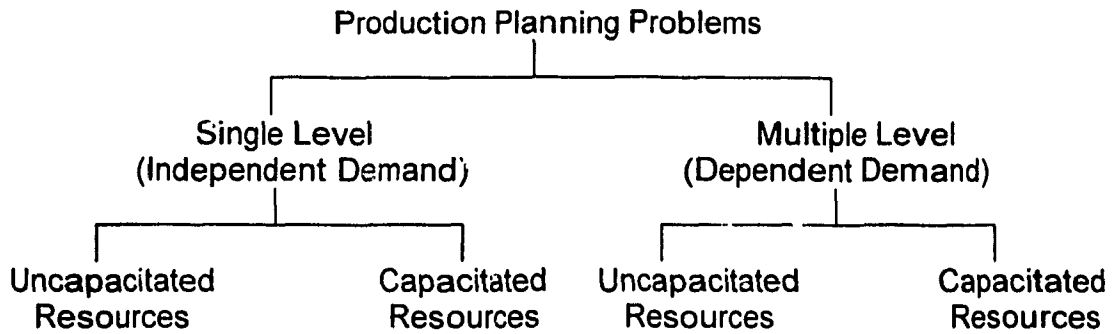 Production Planning Problems
Single Level
(Independent Demand)
Multiple Level
(Dependent Demand)
Uncapacitated
Resources
Capacitated
Resources
Uncapacitated
Resources
Capacitated
Resources